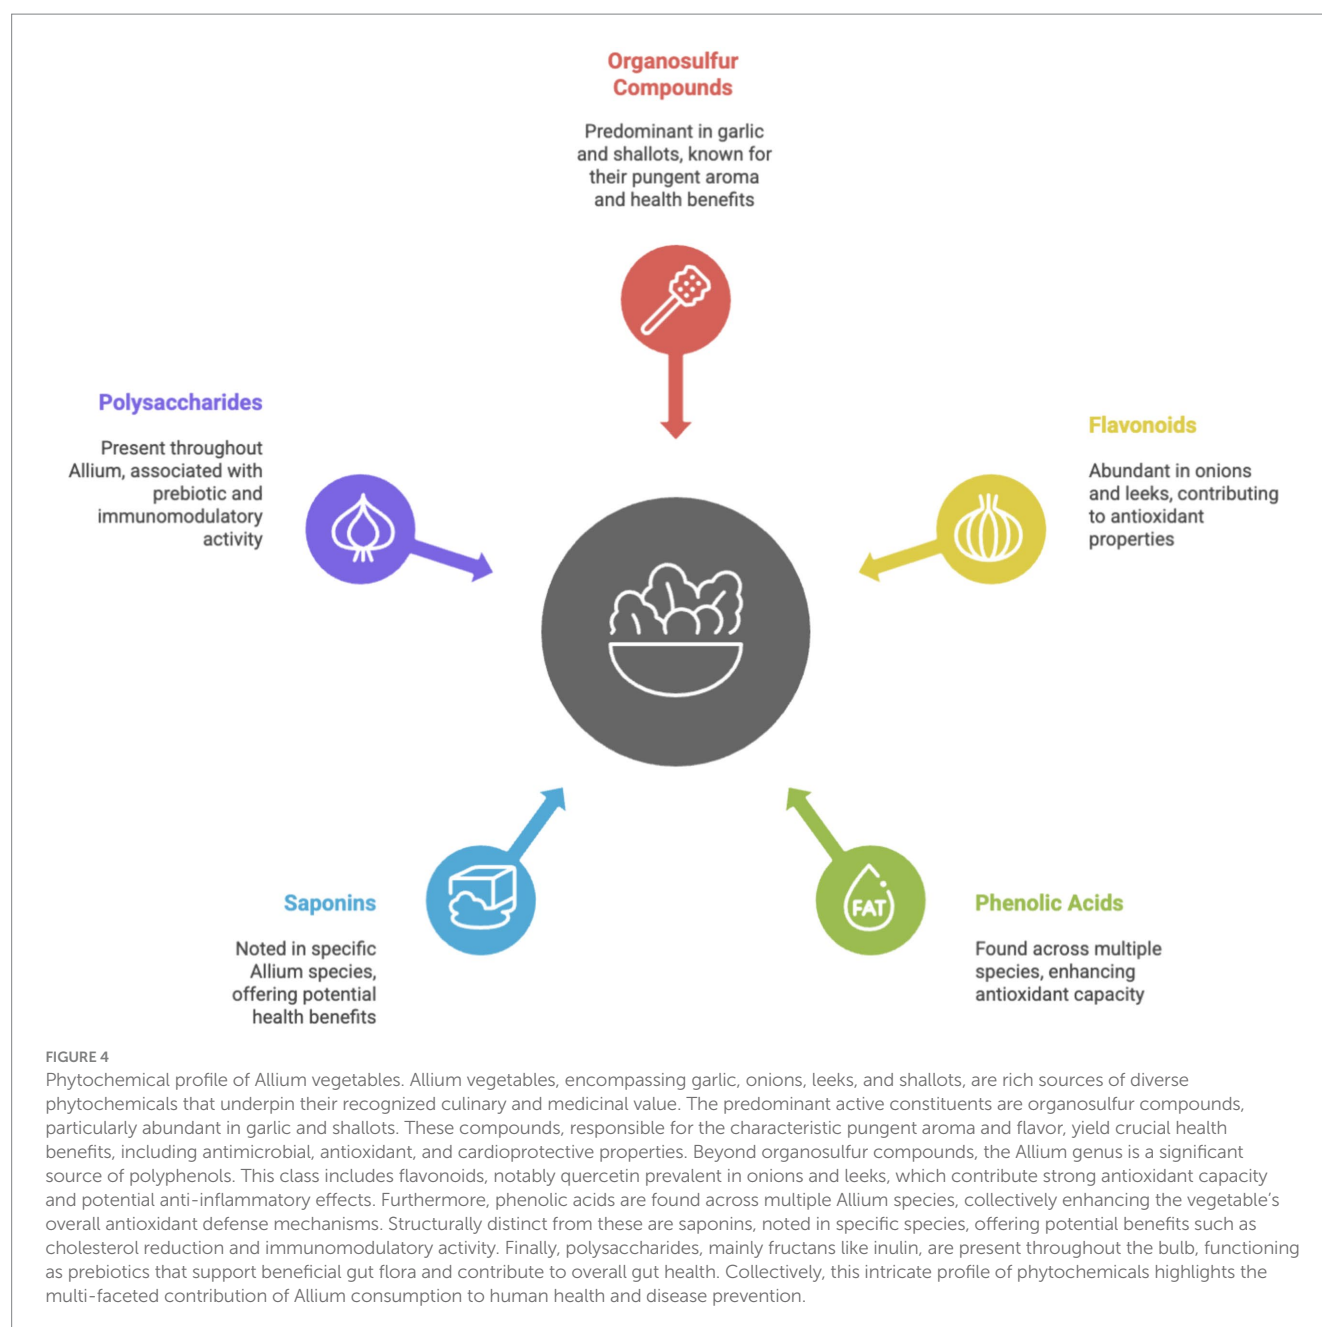 Organosulfur
Compounds
Predominant in garlic
and shallots, known for
their pungent aroma
and health benefits
Polysaccharides
Present throughout
Allium, associated with
prebiotic and
immunomodulatory
activity
Flavonoids
Abundant in onions
and leeks, contributing
to antioxidant
properties
Saponins
Noted in specific
Allium species,
offering potential
health benefits
FAT
Phenolic Acids
Found across multiple
species, enhancing
antioxidant capacity
FIGURE 4
Phytochemical profile of Allium vegetables. Allium vegetables, encompassing garlic, onions, leeks, and shallots, are rich sources of diverse
phytochemicals that underpin their recognized culinary and medicinal value. The predominant active constituents are organosulfur compounds,
particularly abundant in garlic and shallots. These compounds, responsible for the characteristic pungent aroma and flavor, yield crucial health
benefits, including antimicrobial, antioxidant, and cardioprotective properties. Beyond organosulfur compounds, the Allium genus is a significant
source of polyphenols. This class includes flavonoids, notably quercetin prevalent in onions and leeks, which contribute strong antioxidant capacity
and potential anti-inflammatory effects. Furthermore, phenolic acids are found across multiple Allium species, collectively enhancing the vegetable's
overall antioxidant defense mechanisms. Structurally distinct from these are saponins, noted in specific species, offering potential benefits such as
cholesterol reduction and immunomodulatory activity. Finally, polysaccharides, mainly fructans like inulin, are present throughout the bulb, functioning
as prebiotics that support beneficial gut flora and contribute to overall gut health. Collectively, this intricate profile of phytochemicals highlights the
multi-faceted contribution of Allium consumption to human health and disease prevention.